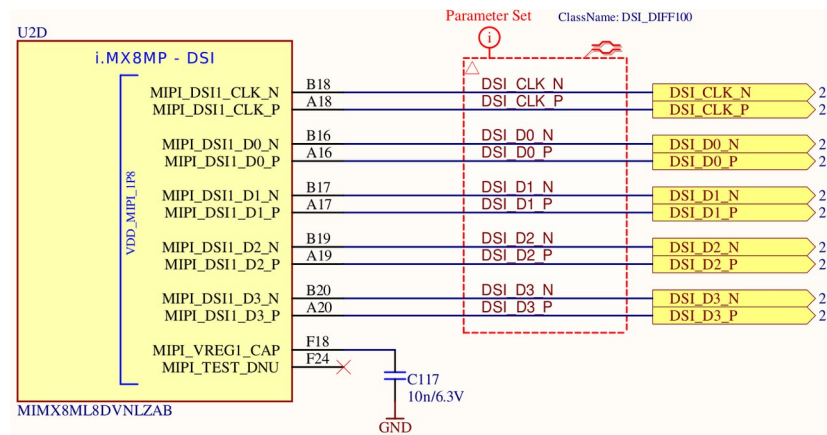 Parameter Set ClassName: DSI_DIFF100
U2D
i
i.MX8MP - DSI
MIPI_DSI1_CLK_N B18 DSI_CLK_N DSI_CLK_N 2
MIPI_DSI1_CLK_P A18 DSI_CLK_P DSI_CLK_P 2
MIPI_DSI1_D0_N B16 DSI_D0_N DSI_D0_N 2
MIPI_DSI1_D0_P A16 DSI_D0_P DSI_D0_P 2
MIPI_DSI1_D1_N B17 DSI_D1_N DSI_D1_N 2
MIPI_DSI1_D1_P A17 DSI_D1_P DSI_D1_P 2
VDD_MIPI_1P8
MIPI_DSI1_D2_N B19 DSI_D2_N DSI_D2_N 2
MIPI_DSI1_D2_P A19 DSI_D2_P DSI_D2_P 2
MIPI_DSI1_D3_N B20 DSI_D3_N DSI_D3_N 2
MIPI_DSI1_D3_P A20 DSI_D3_P DSI_D3_P 2
MIPI_VREG1_CAP F18
MIPI_TEST_DNU F24
C117
10n/6.3V
MIMX8ML8DVNLZAB
GND